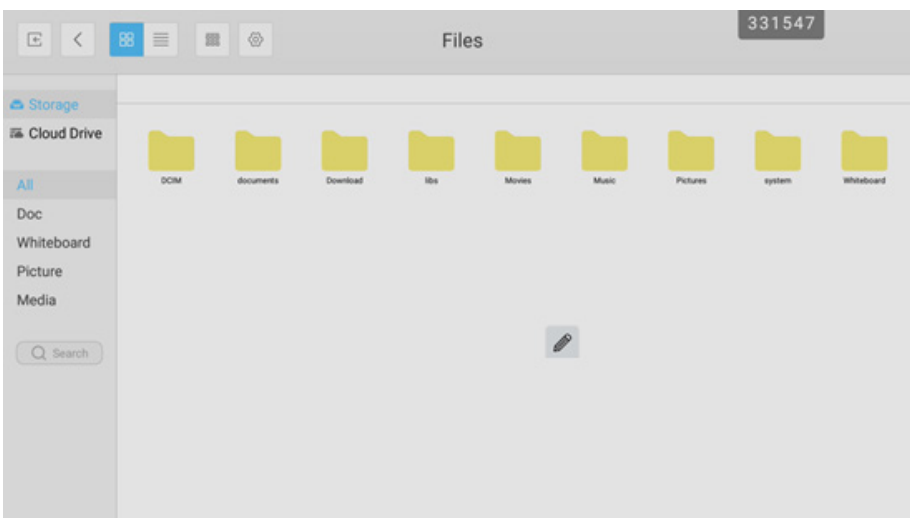 Files
331547
Storage
Cloud Drive
All
Doc
Whiteboard
Picture
Media
Search
DCIM
documents
Download
libs
Movies
Music
Pictures
system
Whiteboard